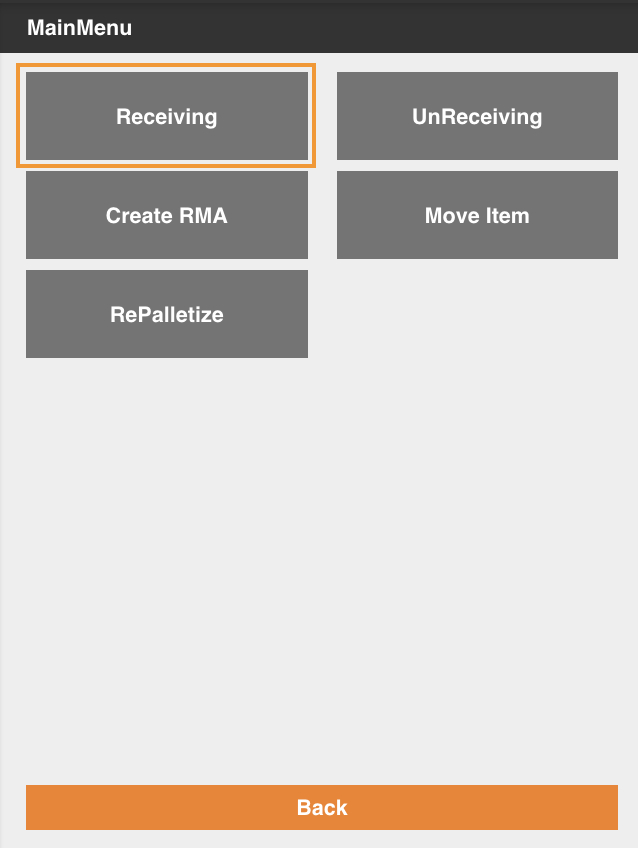 MainMenu
Receiving
UnReceiving
Create RMA
Move Item
RePalletize
Back